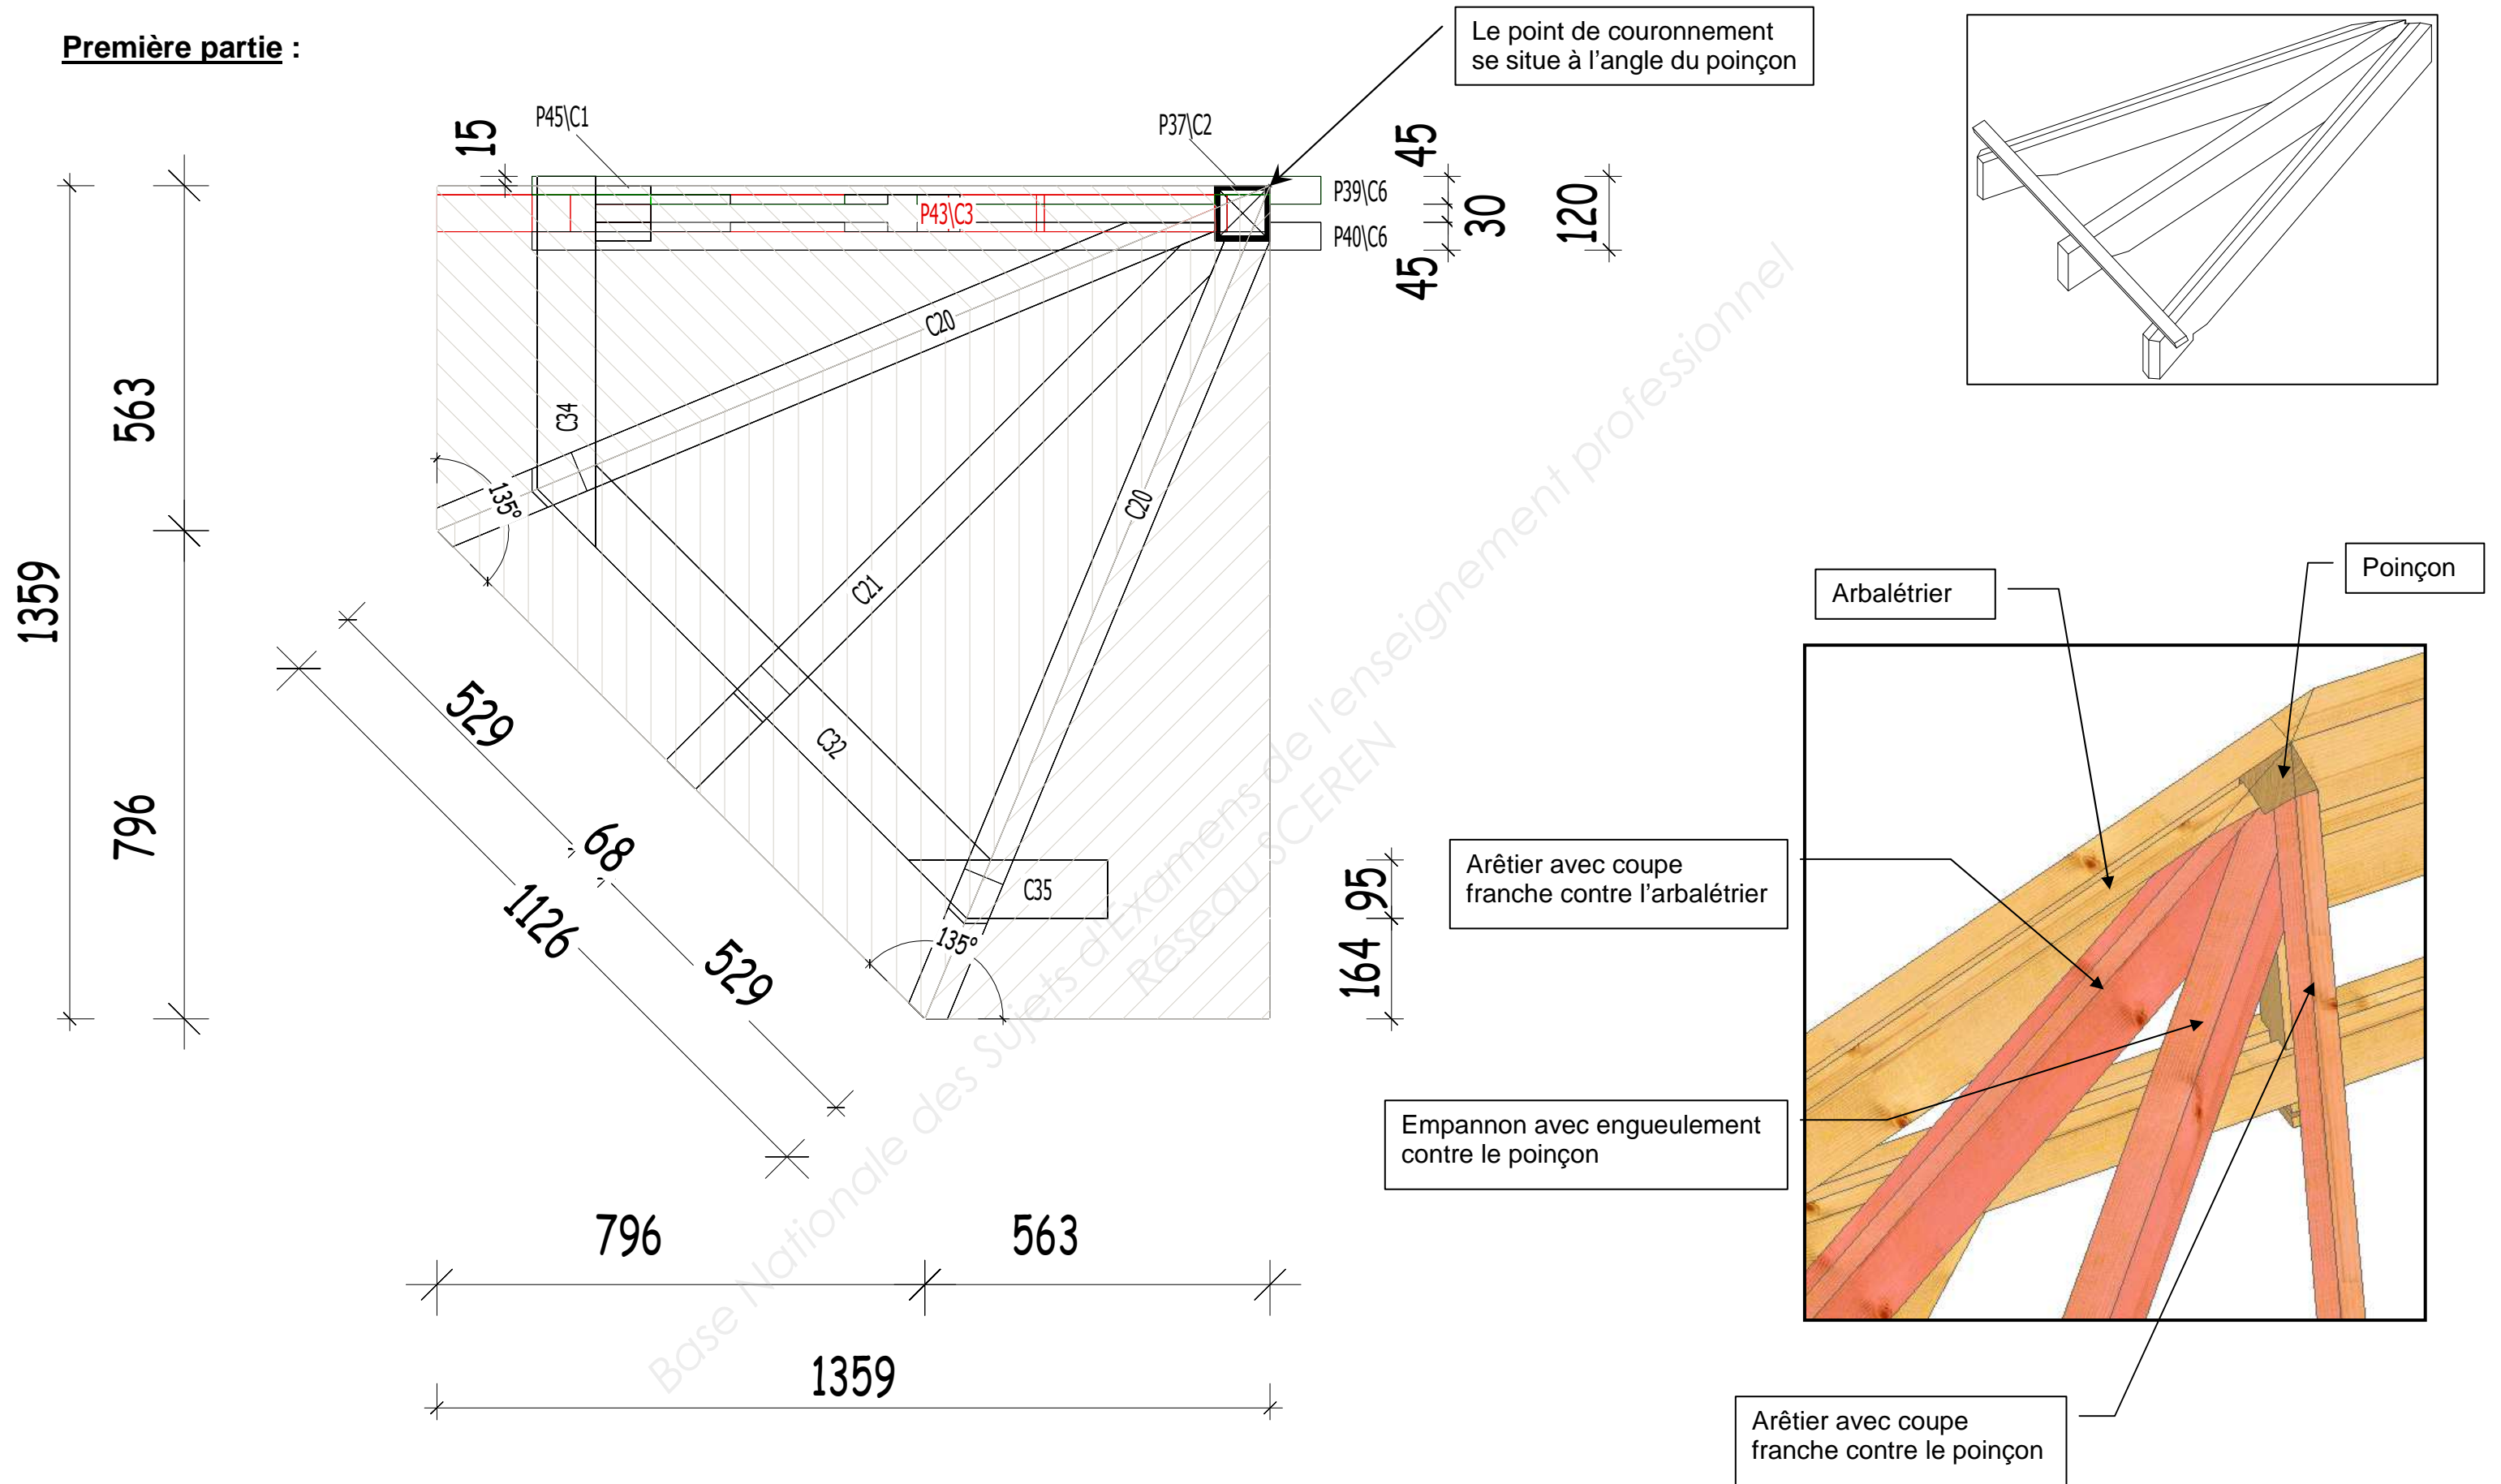 Première partie :
Le point de couronnement
se situe à l'angle du poinçon
P45\C1
P37\C2
15
45
P39\C6
30
120
P43\C3
P40\C6
45
C20
563
C34
135°
C20
1359
C21
796
529
C32
68
1126
529
C35
95
164
135°
796
563
1359
Poinçon
Arbalétrier
Arêtier avec coupe
franche contre l'arbalétrier
Empannon avec engueulement
contre le poinçon
Arêtier avec coupe
franche contre le poinçon
Base Nationale des Sujets d'Examens de l'enseignement professionnel
Réseau SCEREN